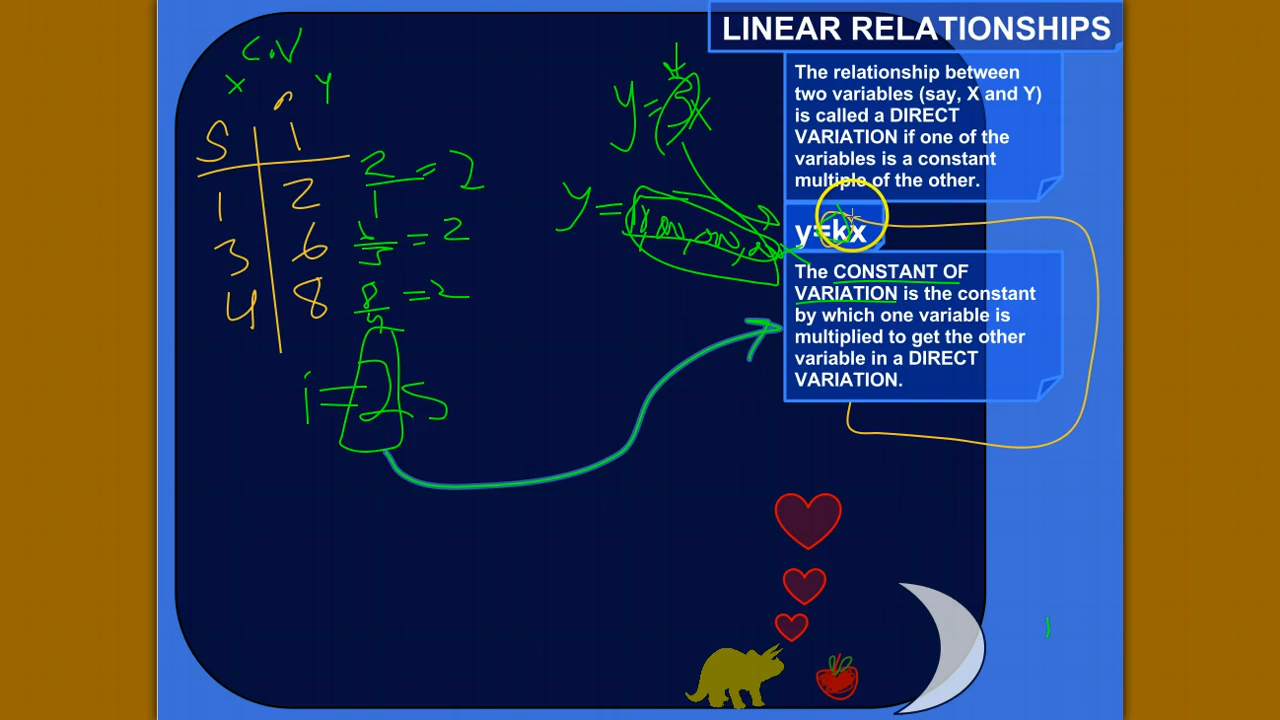 LINEAR RELATIONSHIPS
The relationship between
two variables (say, X and Y)
is called a DIRECT
VARIATION if one of the
variables is a constant
multiple of the other.
y=kx
The CONSTANT OF
VARIATION is the constant
by which one variable is
multiplied to get the other
variable in a DIRECT
VARIATION.
C.V
X Y
S i
1 2
3 6
4 8
2/1 = 2
6/3 = 2
8/4 = 2
i=2S
y=3x
y=